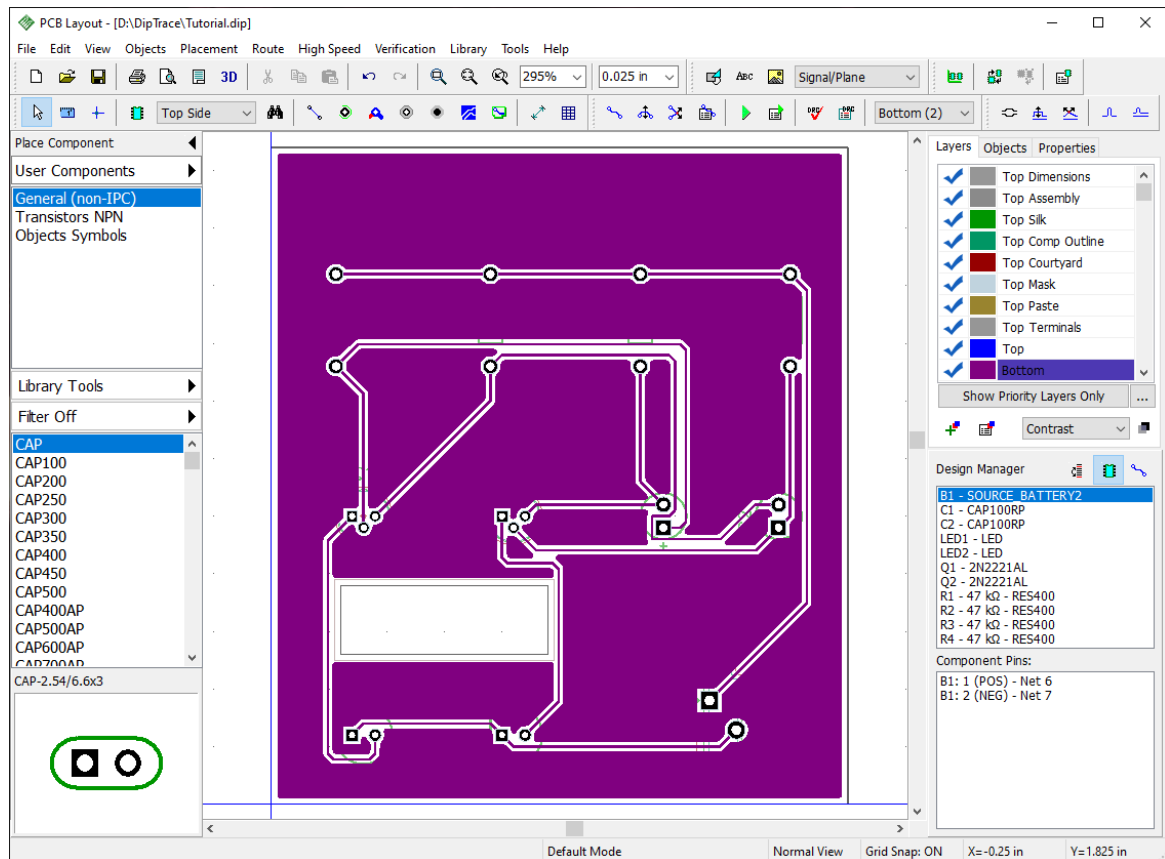 PCB Layout - [D:\DipTrace\Tutorial.dip]
File Edit View Objects Placement Route High Speed Verification Library Tools Help
3D 295% 0.025 in ABC Signal/Plane
Top Side DRC DRC Bottom (2)
Place Component
User Components
General (non-IPC)
Transistors NPN
Objects Symbols
Library Tools
Filter Off
CAP
CAP100
CAP200
CAP250
CAP300
CAP350
CAP400
CAP450
CAP500
CAP400AP
CAP500AP
CAP600AP
CAP700AP
CAP-2.54/6.6x3
Layers Objects Properties
Top Dimensions
Top Assembly
Top Silk
Top Comp Outline
Top Courtyard
Top Mask
Top Paste
Top Terminals
Top
Bottom
Show Priority Layers Only ...
Contrast
Design Manager
B1 - SOURCE_BATTERY2
C1 - CAP100RP
C2 - CAP100RP
LED1 - LED
LED2 - LED
Q1 - 2N2221AL
Q2 - 2N2221AL
R1 - 47 kΩ - RES400
R2 - 47 kΩ - RES400
R3 - 47 kΩ - RES400
R4 - 47 kΩ - RES400
Component Pins:
B1: 1 (POS) - Net 6
B1: 2 (NEG) - Net 7
Default Mode Normal View Grid Snap: ON X=-0.25 in Y=1.825 in